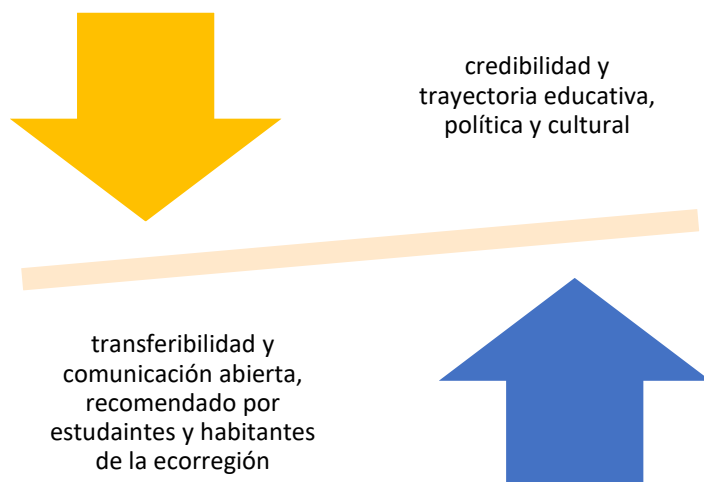 credibilidad y
trayectoria educativa,
política y cultural
transferibilidad y
comunicación abierta,
recomendado por
estudaintes y habitantes
de la ecorregión